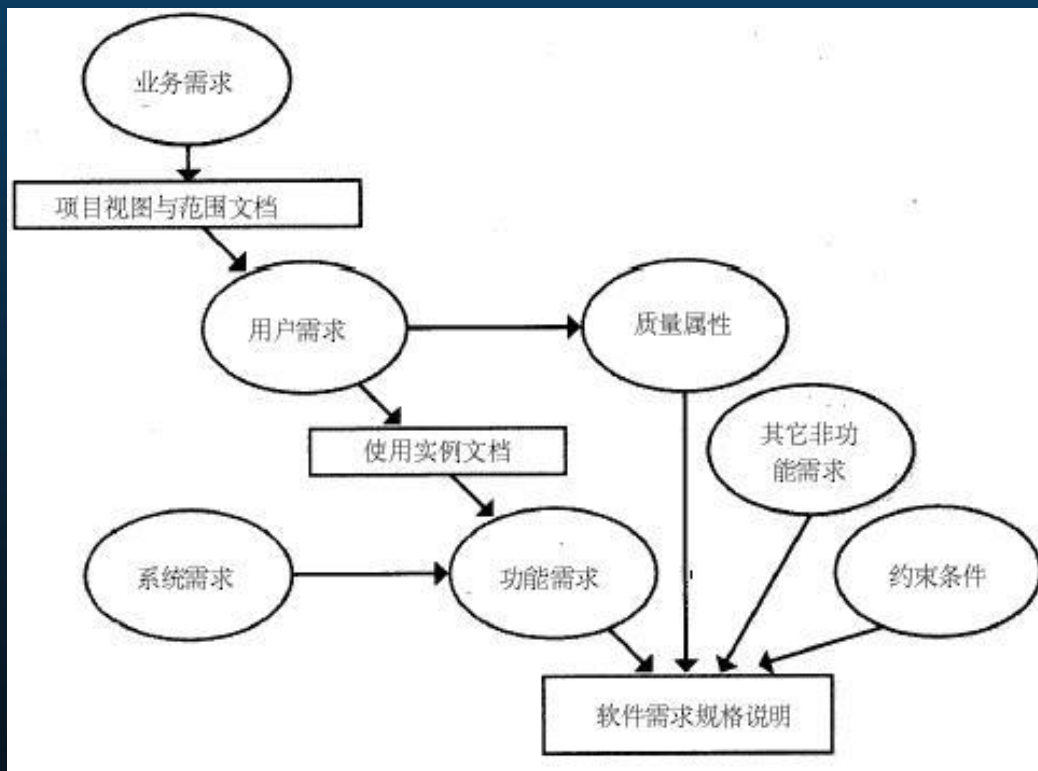 业务需求
项目视图与范围文档
用户需求
质量属性
使用实例文档
其它非功
能需求
系统需求
功能需求
约束条件
软件需求规格说明